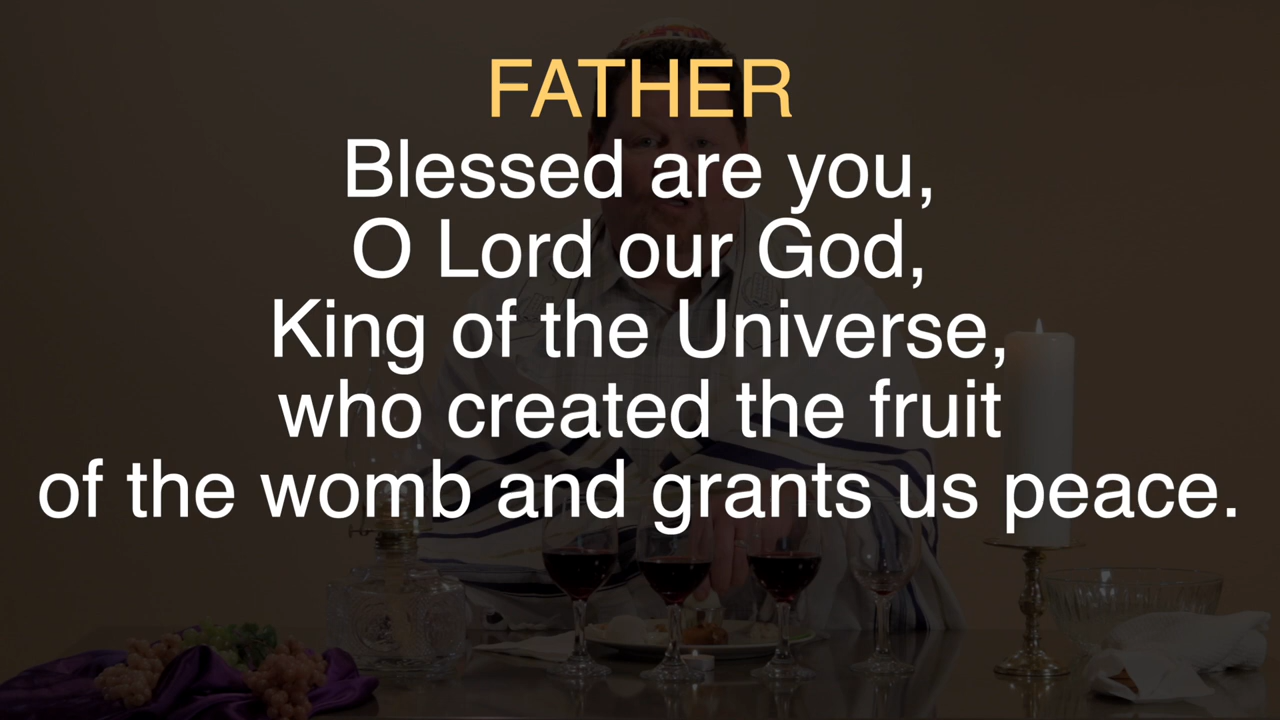 FATHER
Blessed are you,
O Lord our God,
King of the Universe,
who created the fruit
of the womb and grants us peace.